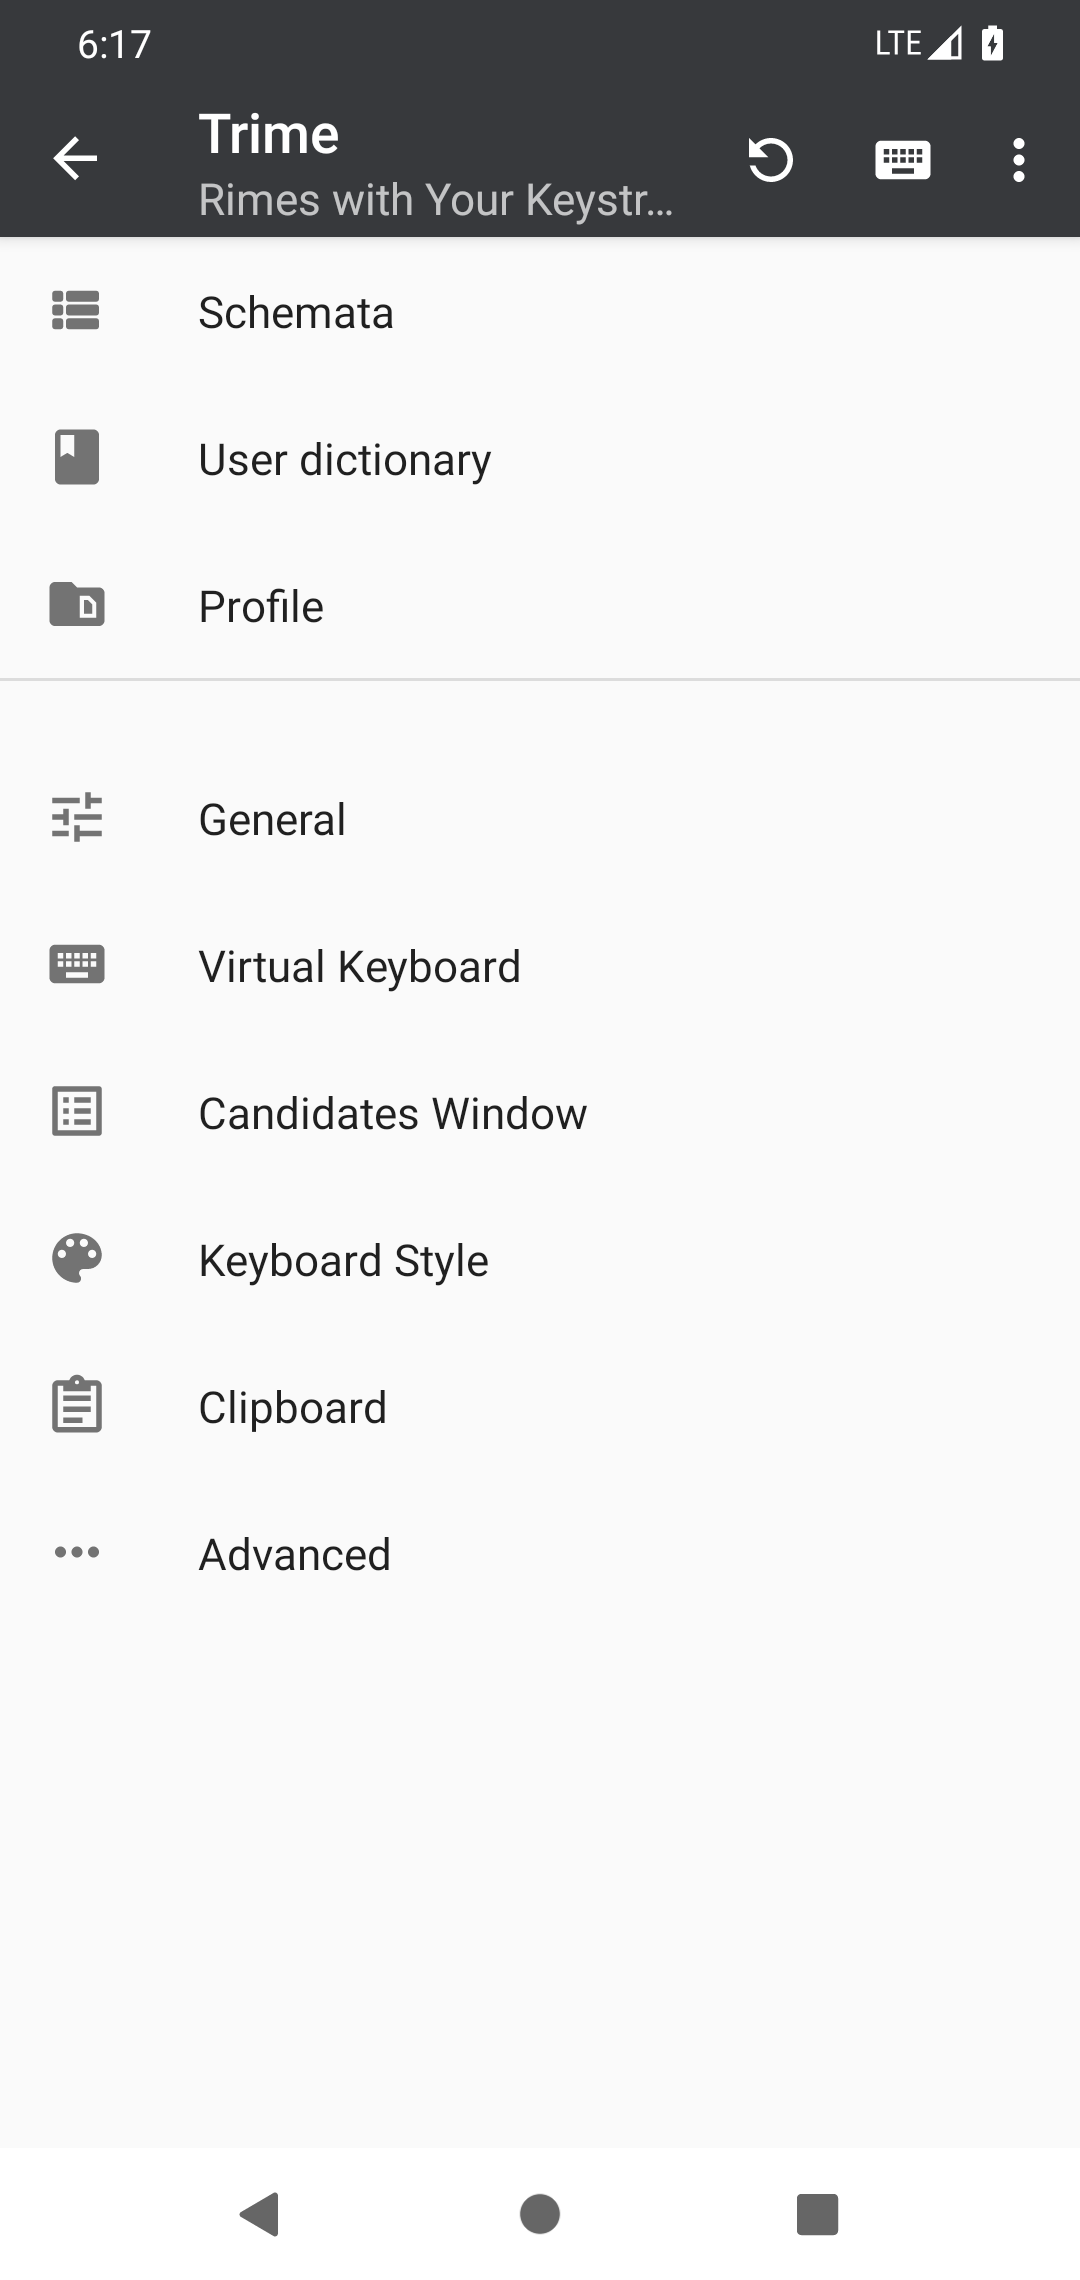 6:17
LTE
Trime
Rimes with Your Keystr…
Schemata
User dictionary
Profile
General
Virtual Keyboard
Candidates Window
Keyboard Style
Clipboard
Advanced